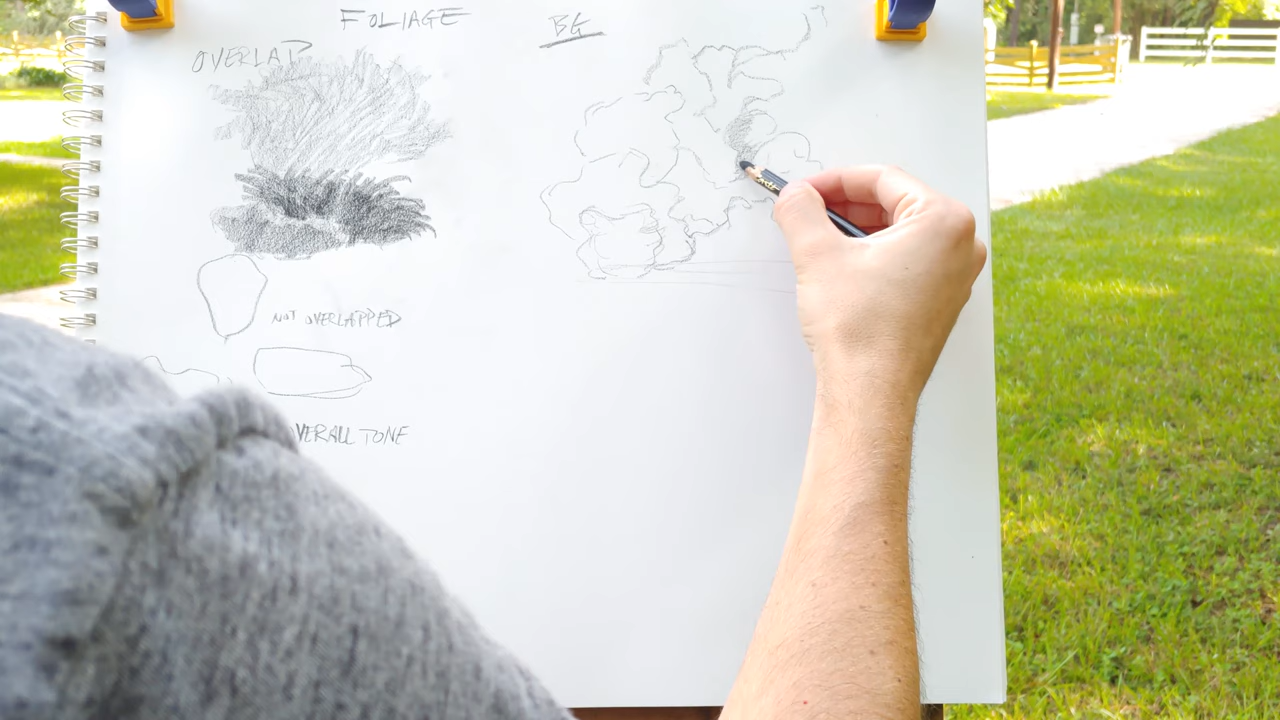 FOLIAGE
BG
OVERLAP
NOT OVERLAPPED
VERALL TONE